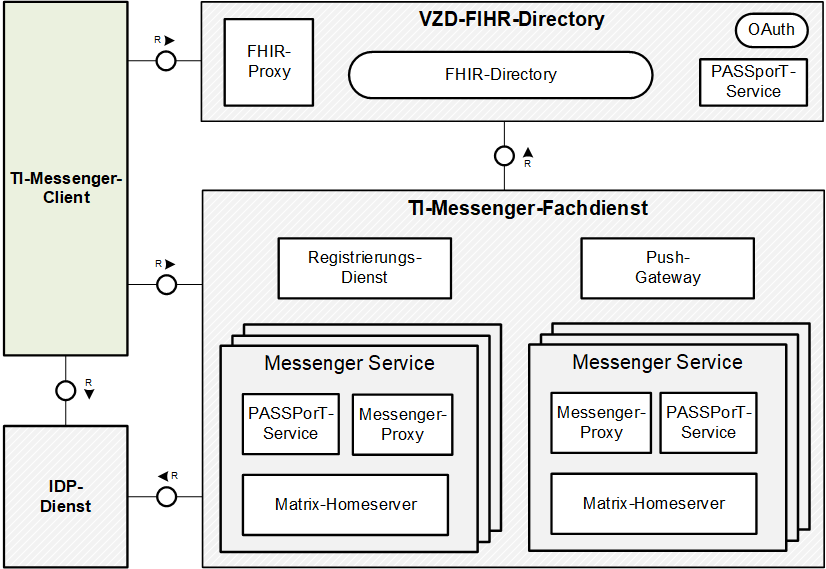 VZD-FIHR-Directory
OAuth
FHIR-
Proxy
FHIR-Directory
PASSporT-
Service
R
TI-Messenger-
Client
R
TI-Messenger-Fachdienst
R
Registrierungs-
Dienst
Push-
Gateway
Messenger Service
PASSPorT-
Service
Messenger-
Proxy
Matrix-Homeserver
Messenger Service
Messenger-
Proxy
PASSPorT-
Service
Matrix-Homeserver
R
IDP-
Dienst
R